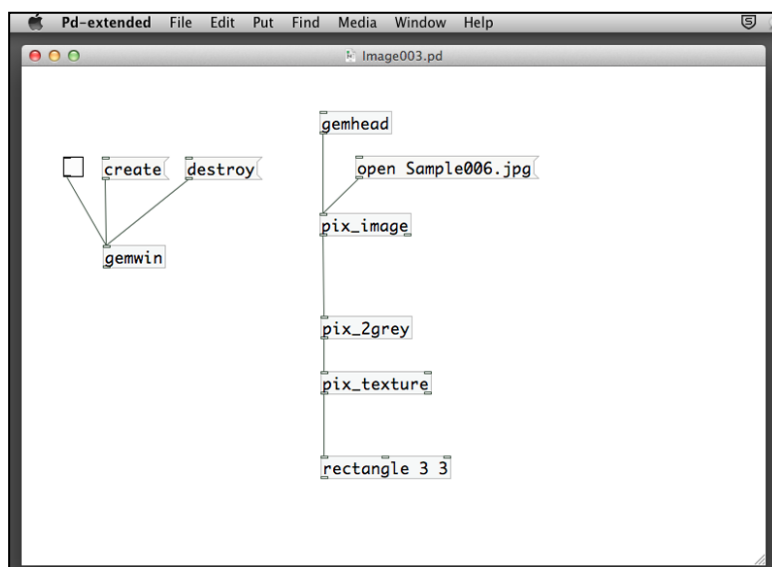 Pd-extended File Edit Put Find Media Window Help
Image003.pd
gemhead
create destroy open Sample006.jpg
pix_image
gemwin
pix_2grey
pix_texture
rectangle 3 3